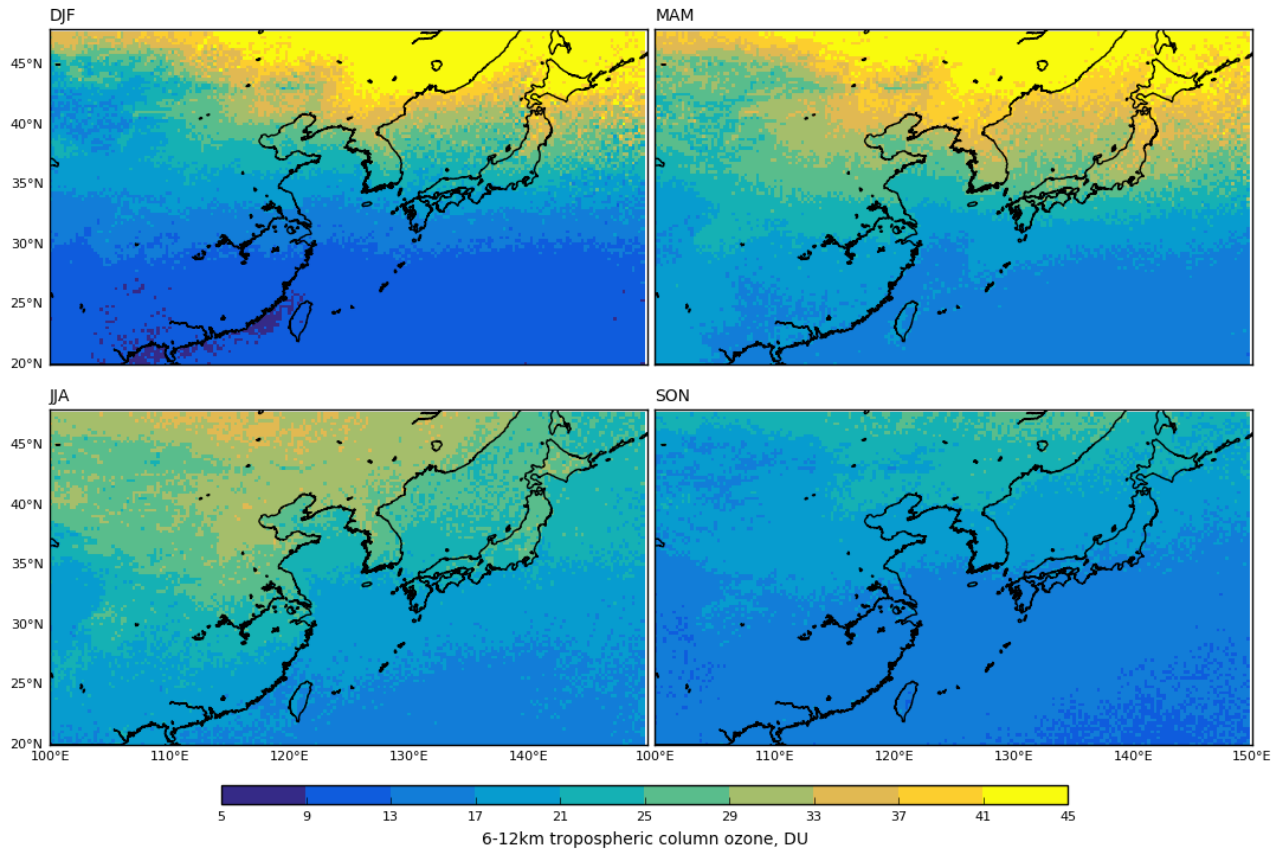 DJF MAM
45°N
40°N
35°N
30°N
25°N
20°N
JJA SON
45°N
40°N
35°N
30°N
25°N
20°N
100°E 110°E 120°E 130°E 140°E 100°E 110°E 120°E 130°E 140°E 150°E
5 9 13 17 21 25 29 33 37 41 45
6-12km tropospheric column ozone, DU